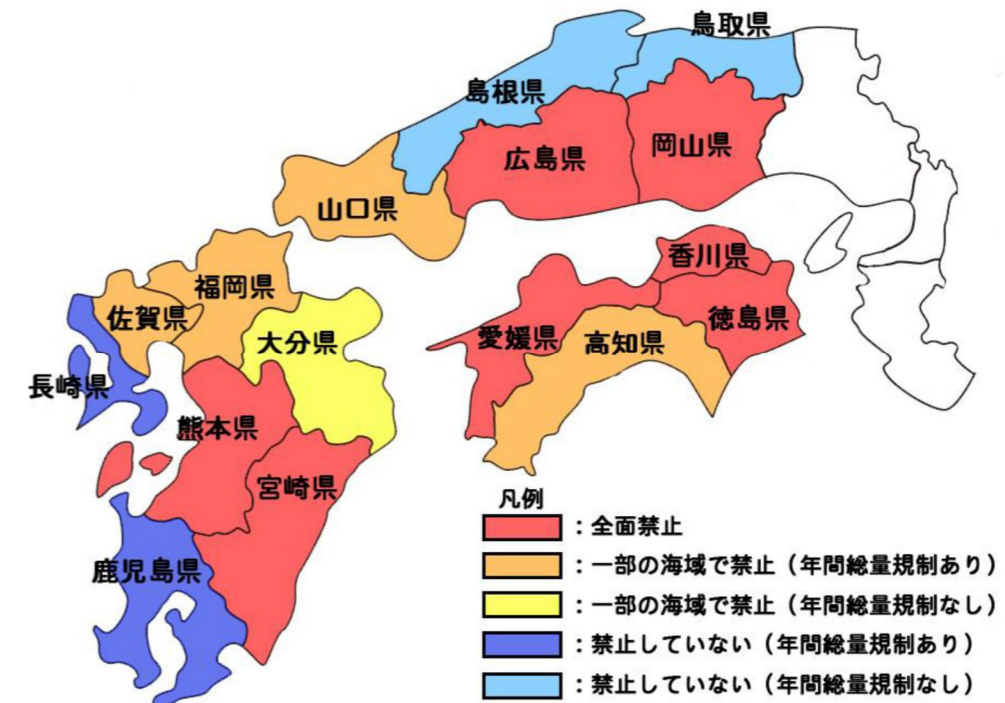 鳥取県
島根県
広島県
岡山県
山口県
香川県
福岡県
佐賀県
徳島県
愛媛県
高知県
大分県
長崎県
熊本県
宮崎県
鹿児島県
凡例
：全面禁止
：一部の海域で禁止（年間総量規制あり）
：一部の海域で禁止（年間総量規制なし）
：禁止していない（年間総量規制あり）
：禁止していない（年間総量規制なし）